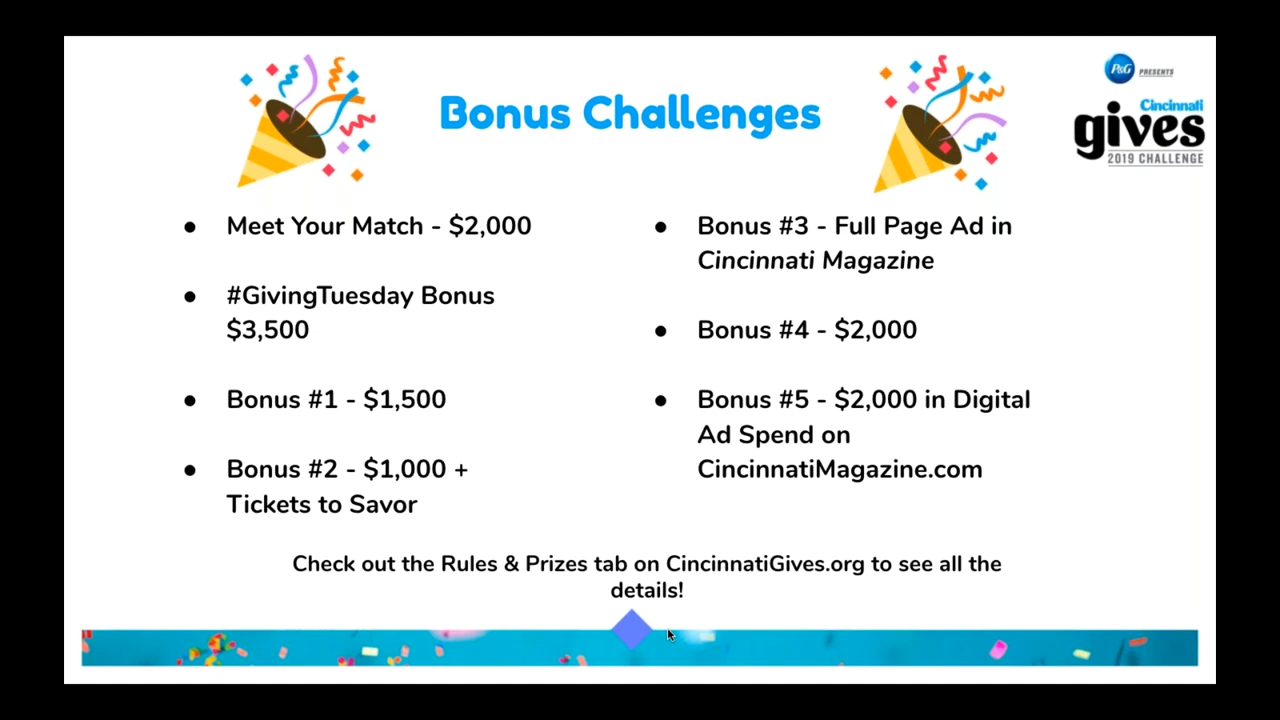 Bonus Challenges
P&G PRESENTS
Cincinnati
gives
2019 CHALLENGE
● Meet Your Match - $2,000
● #GivingTuesday Bonus
$3,500
● Bonus #1 - $1,500
● Bonus #2 - $1,000 +
Tickets to Savor
● Bonus #3 - Full Page Ad in
Cincinnati Magazine
● Bonus #4 - $2,000
● Bonus #5 - $2,000 in Digital
Ad Spend on
CincinnatiMagazine.com
Check out the Rules & Prizes tab on CincinnatiGives.org to see all the
details!